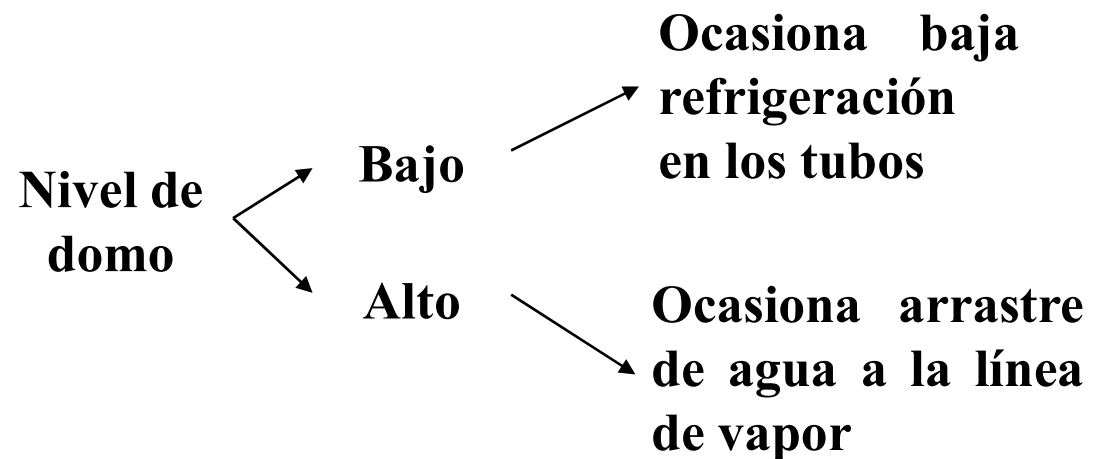 Nivel de
domo
Bajo
Ocasiona baja
refrigeración
en los tubos
Alto
Ocasiona arrastre
de agua a la línea
de vapor